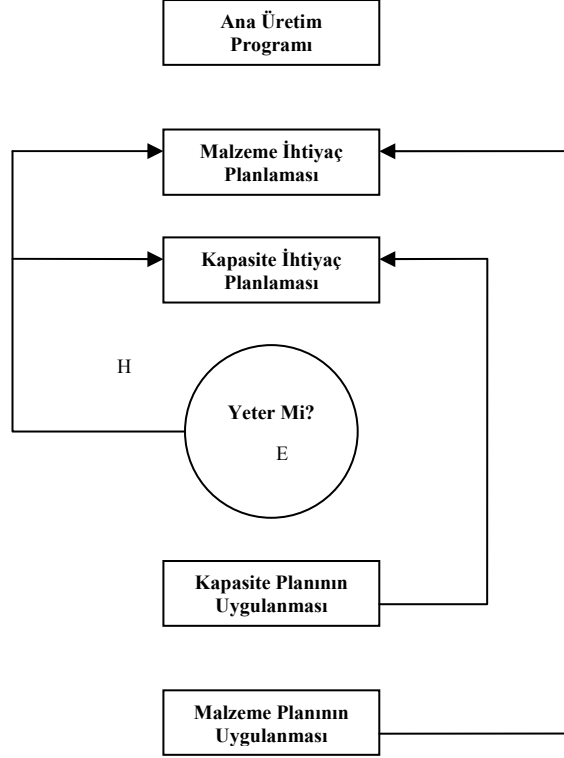 Ana Üretim
Programı
Malzeme İhtiyaç
Planlaması
Kapasite İhtiyaç
Planlaması
H
Yeter Mi?
E
Kapasite Planının
Uygulanması
Malzeme Planının
Uygulanması